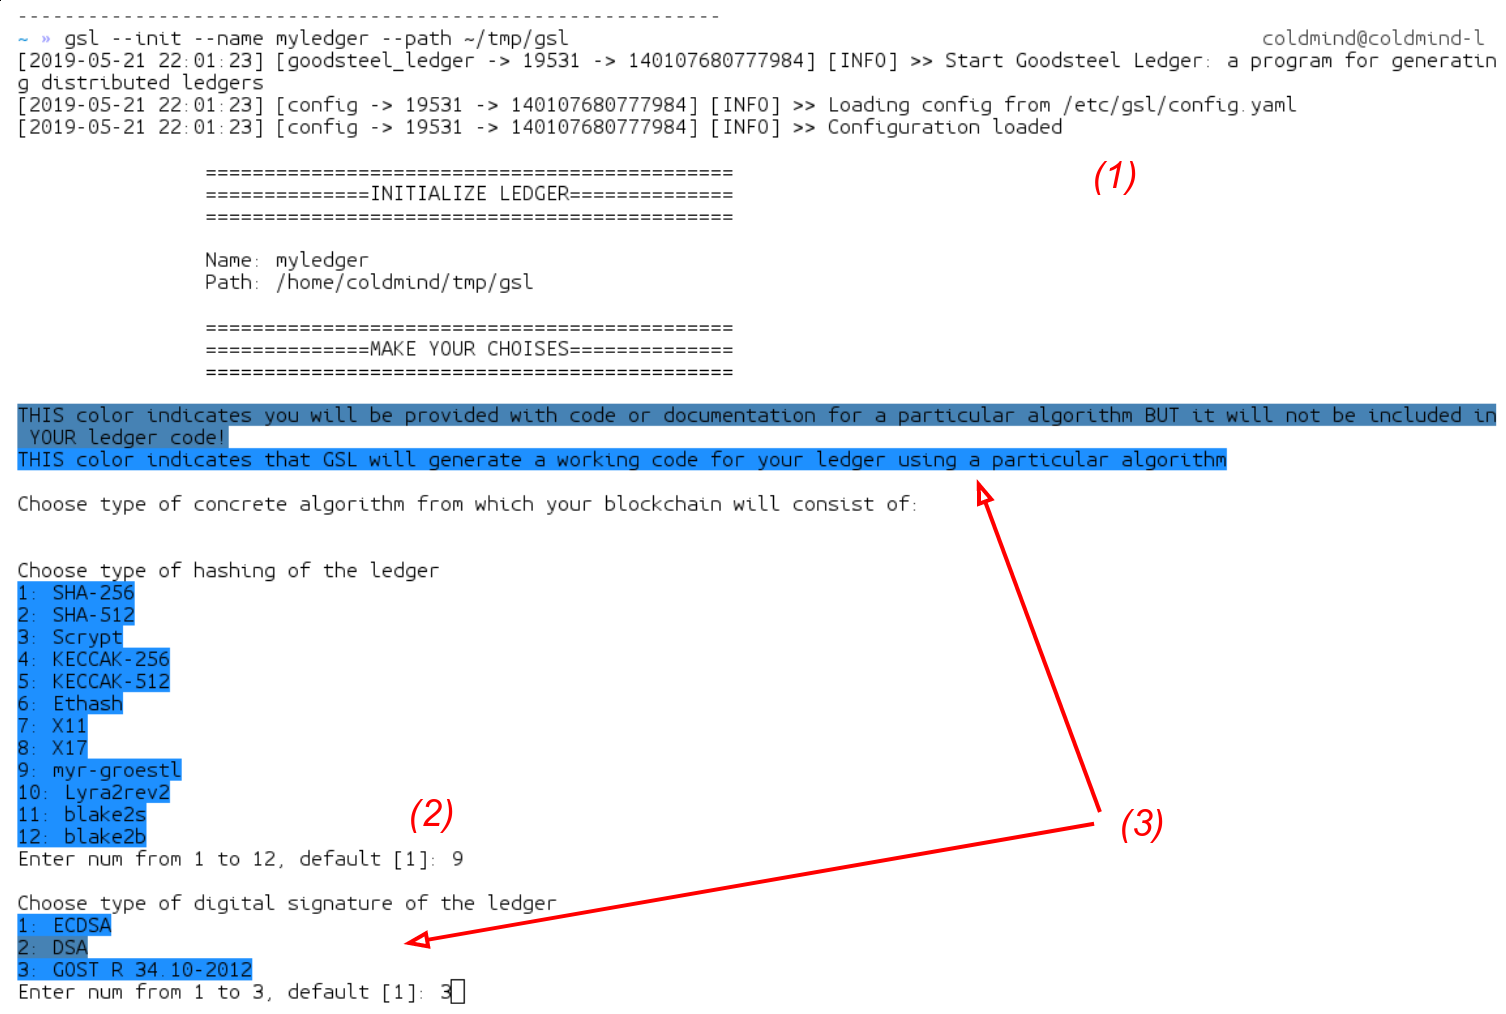 ------------------------------------------------------------
~ » gsl --init --name myledger --path ~/tmp/gsl coldmind@coldmind-l
[2019-05-21 22:01:23] [goodsteel_ledger -> 19531 -> 140107680777984] [INFO] >> Start Goodsteel Ledger: a program for generatin
g distributed ledgers
[2019-05-21 22:01:23] [config -> 19531 -> 140107680777984] [INFO] >> Loading config from /etc/gsl/config.yaml
[2019-05-21 22:01:23] [config -> 19531 -> 140107680777984] [INFO] >> Configuration loaded
(1)
=============================================
==============INITIALIZE LEDGER==============
=============================================
Name: myledger
Path: /home/coldmind/tmp/gsl
=============================================
==============MAKE YOUR CHOISES==============
=============================================
THIS color indicates you will be provided with code or documentation for a particular algorithm BUT it will not be included in
YOUR ledger code!
THIS color indicates that GSL will generate a working code for your ledger using a particular algorithm
Choose type of concrete algorithm from which your blockchain will consist of:
Choose type of hashing of the ledger
1: SHA-256
2: SHA-512
3: Scrypt
4: KECCAK-256
5: KECCAK-512
6: Ethash
7: X11
8: X17
9: myr-groestl
10: Lyra2rev2
11: blake2s
12: blake2b
(2)
(3)
Enter num from 1 to 12, default [1]: 9
Choose type of digital signature of the ledger
1: ECDSA
2: DSA
3: GOST R 34.10-2012
Enter num from 1 to 3, default [1]: 3